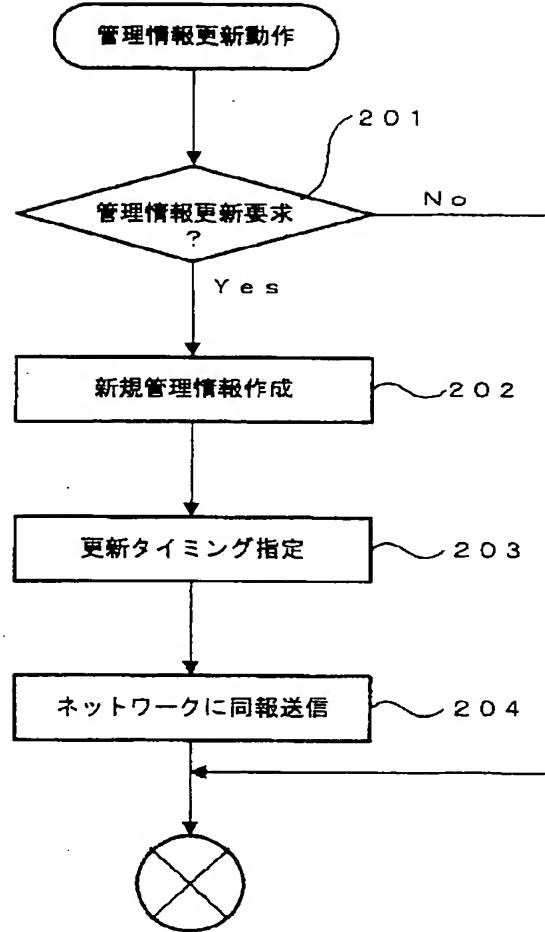 管理情報更新動作
201
管理情報更新要求
?
No
Yes
新規管理情報作成
202
更新タイミング指定
203
ネットワークに同報送信
204